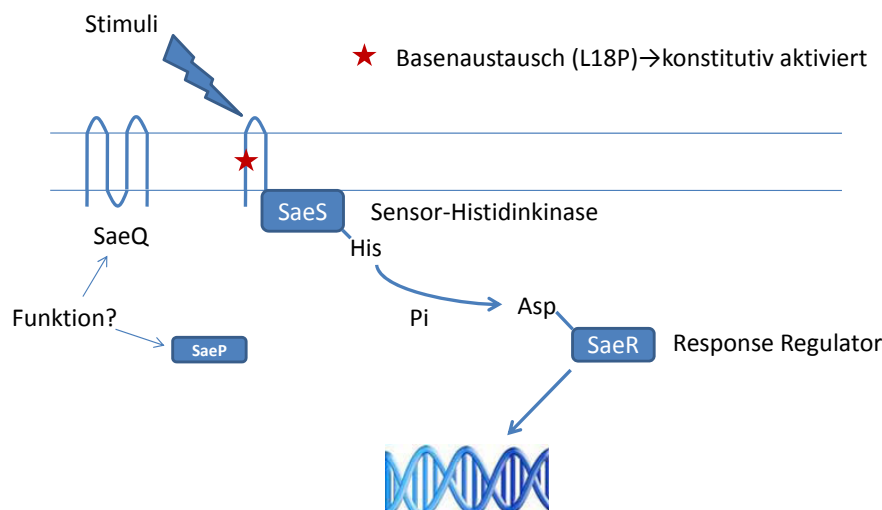 Stimuli
Basenaustausch (L18P)→konstitutiv aktiviert
SaeS
Sensor-Histidinkinase
SaeQ
His
Funktion?
Pi
Asp
SaeP
SaeR
Response Regulator